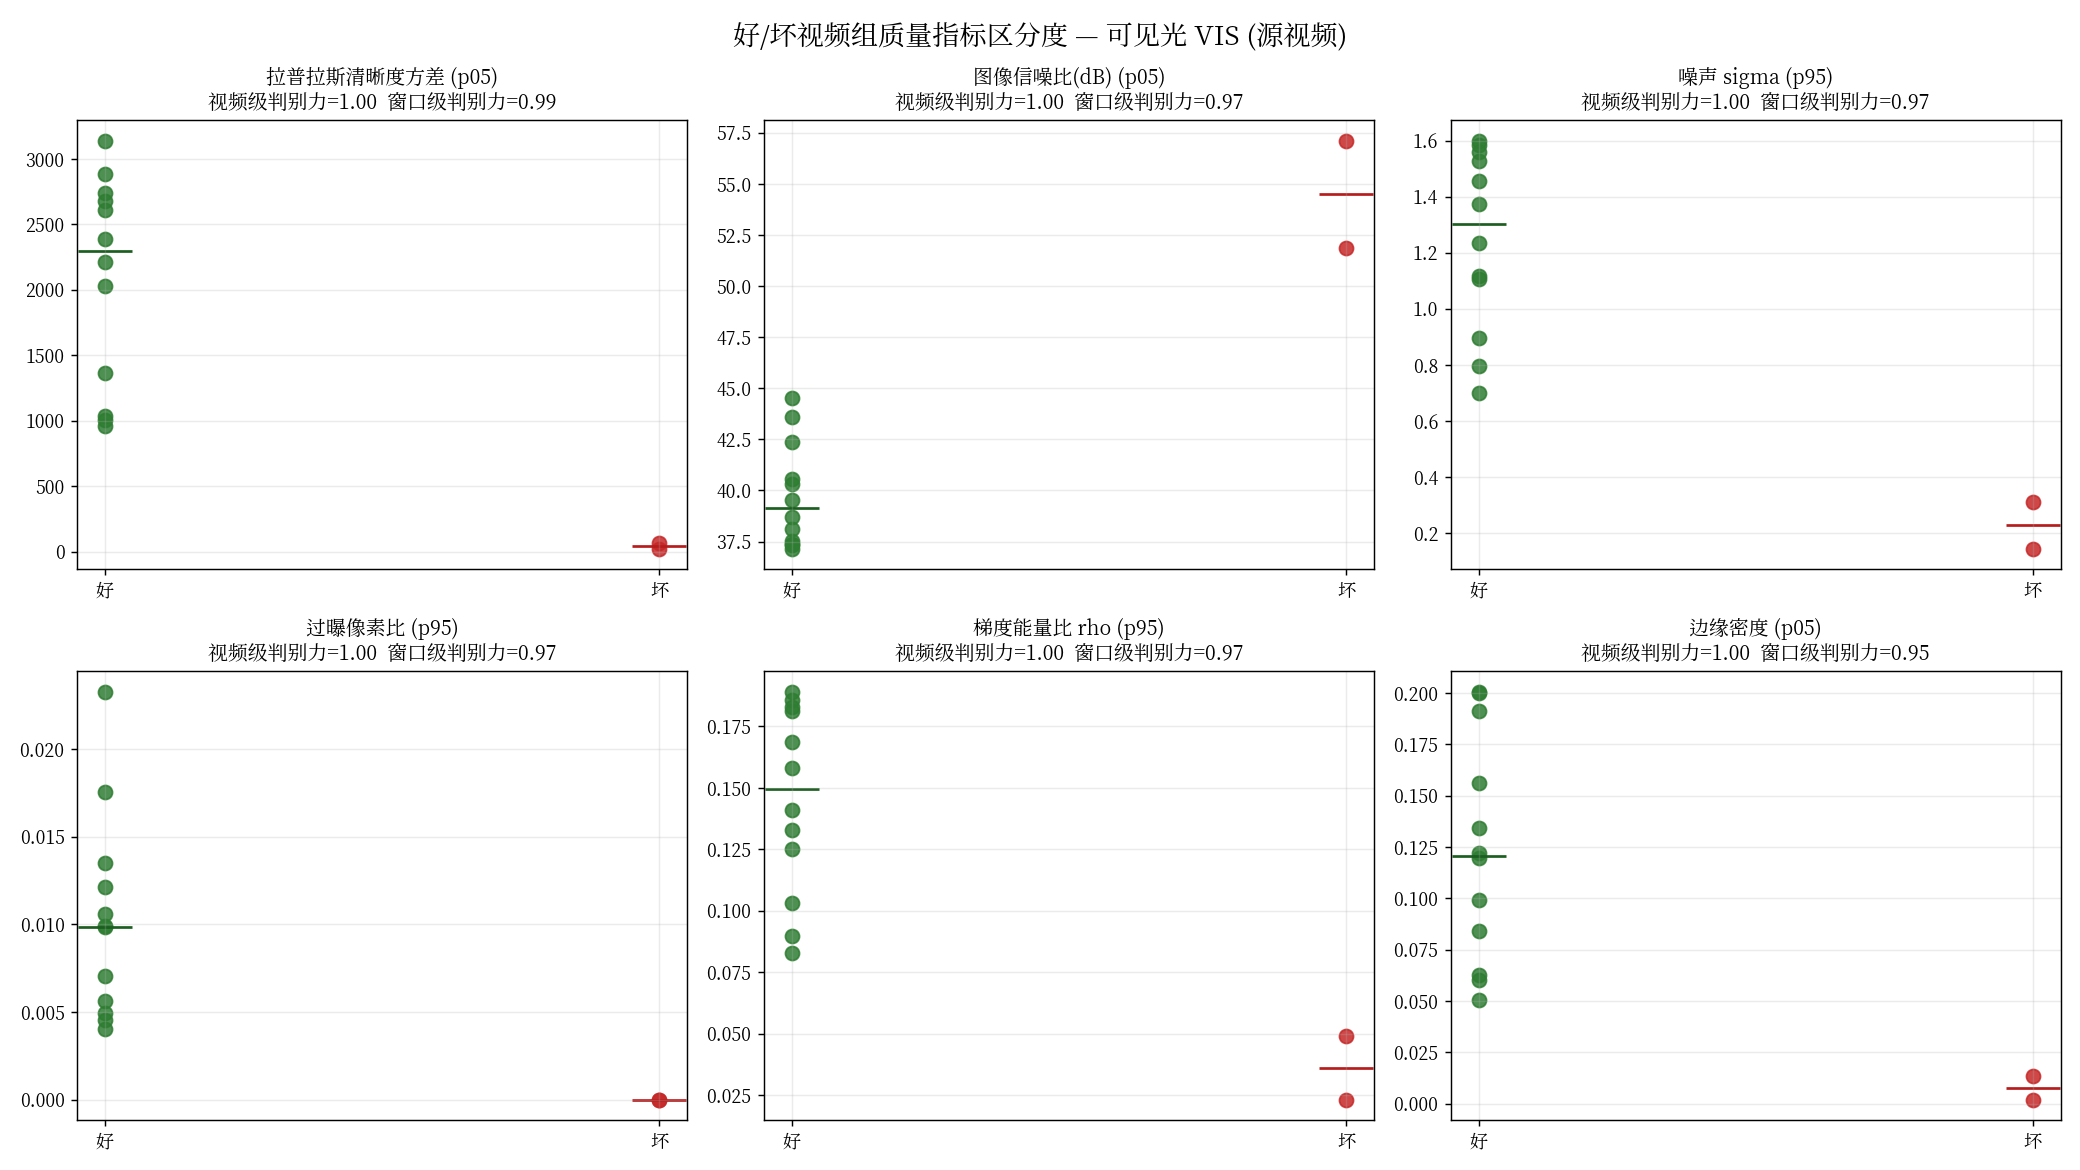 好/坏视频组质量指标区分度 — 可见光 VIS (源视频)
拉普拉斯清晰度方差 (p05)
视频级判别力=1.00 窗口级判别力=0.99
3000
2500
2000
1500
1000
500
0
好
坏
图像信噪比(dB) (p05)
视频级判别力=1.00 窗口级判别力=0.97
57.5
55.0
52.5
50.0
47.5
45.0
42.5
40.0
37.5
好
坏
噪声 sigma (p95)
视频级判别力=1.00 窗口级判别力=0.97
1.6
1.4
1.2
1.0
0.8
0.6
0.4
0.2
好
坏
过曝像素比 (p95)
视频级判别力=1.00 窗口级判别力=0.97
0.020
0.015
0.010
0.005
0.000
好
坏
梯度能量比 rho (p95)
视频级判别力=1.00 窗口级判别力=0.97
0.175
0.150
0.125
0.100
0.075
0.050
0.025
好
坏
边缘密度 (p05)
视频级判别力=1.00 窗口级判别力=0.95
0.200
0.175
0.150
0.125
0.100
0.075
0.050
0.025
0.000
好
坏